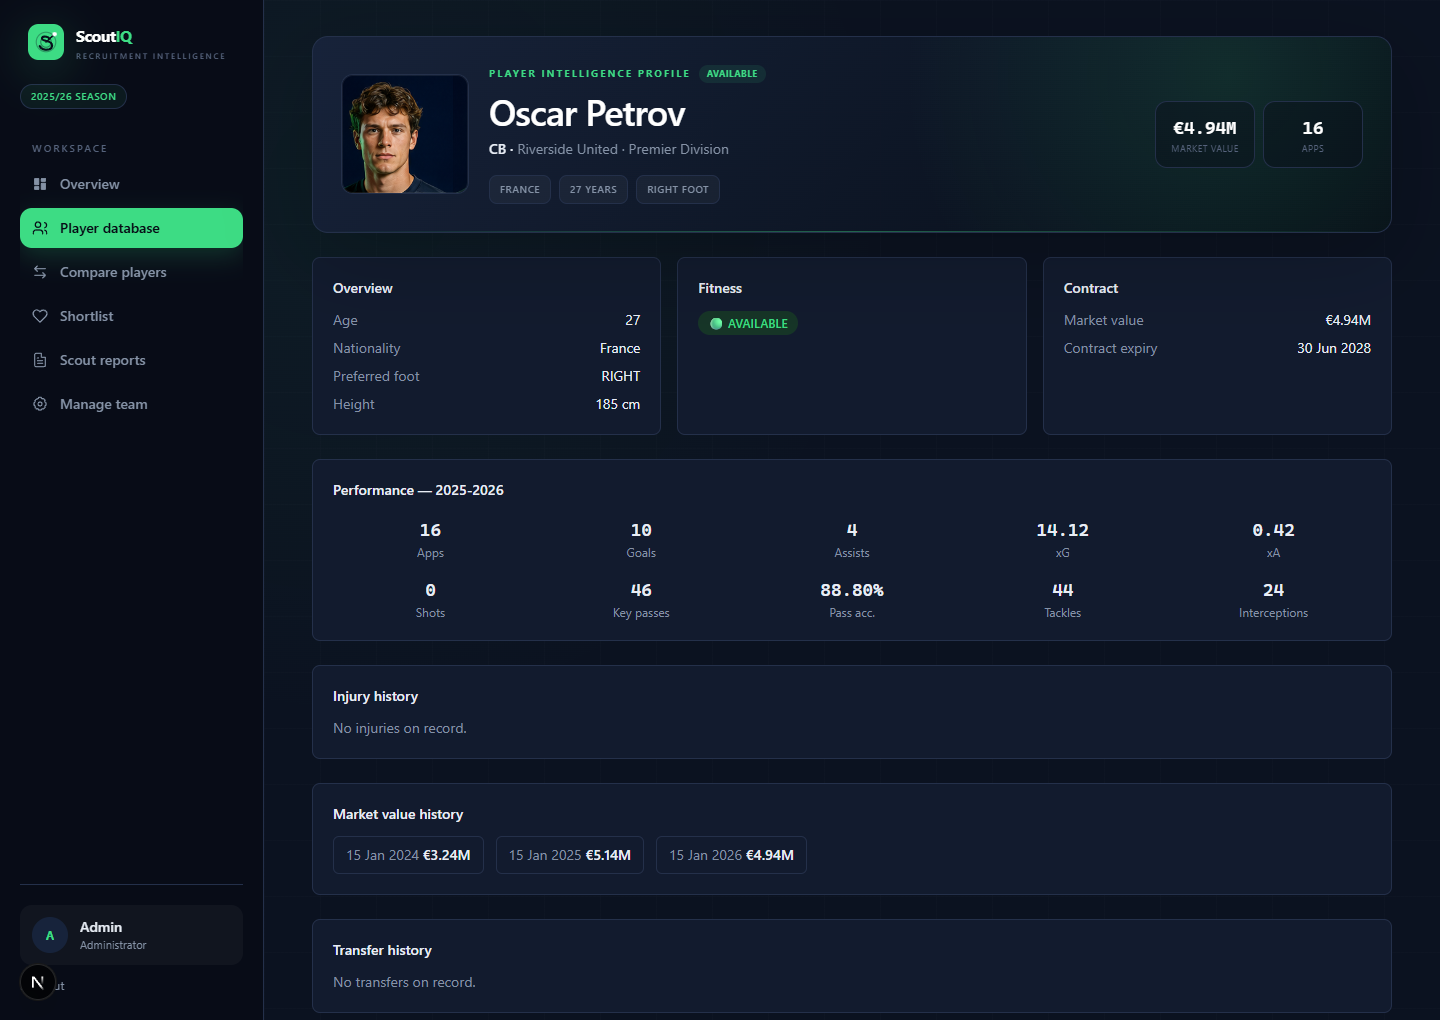 ScoutIQ
RECRUITMENT INTELLIGENCE
2025/26 SEASON
WORKSPACE
Overview
Player database
Compare players
Shortlist
Scout reports
Manage team
A
Admin
Administrator
N
ut
PLAYER INTELLIGENCE PROFILE AVAILABLE
Oscar Petrov
CB · Riverside United · Premier Division
FRANCE 27 YEARS RIGHT FOOT
€4.94M
MARKET VALUE
16
APPS
Overview
Age 27
Nationality France
Preferred foot RIGHT
Height 185 cm
Fitness
AVAILABLE
Contract
Market value €4.94M
Contract expiry 30 Jun 2028
Performance — 2025-2026
16 10 4 14.12 0.42
Apps Goals Assists xG xA
0 46 88.80% 44 24
Shots Key passes Pass acc. Tackles Interceptions
Injury history
No injuries on record.
Market value history
15 Jan 2024 €3.24M 15 Jan 2025 €5.14M 15 Jan 2026 €4.94M
Transfer history
No transfers on record.